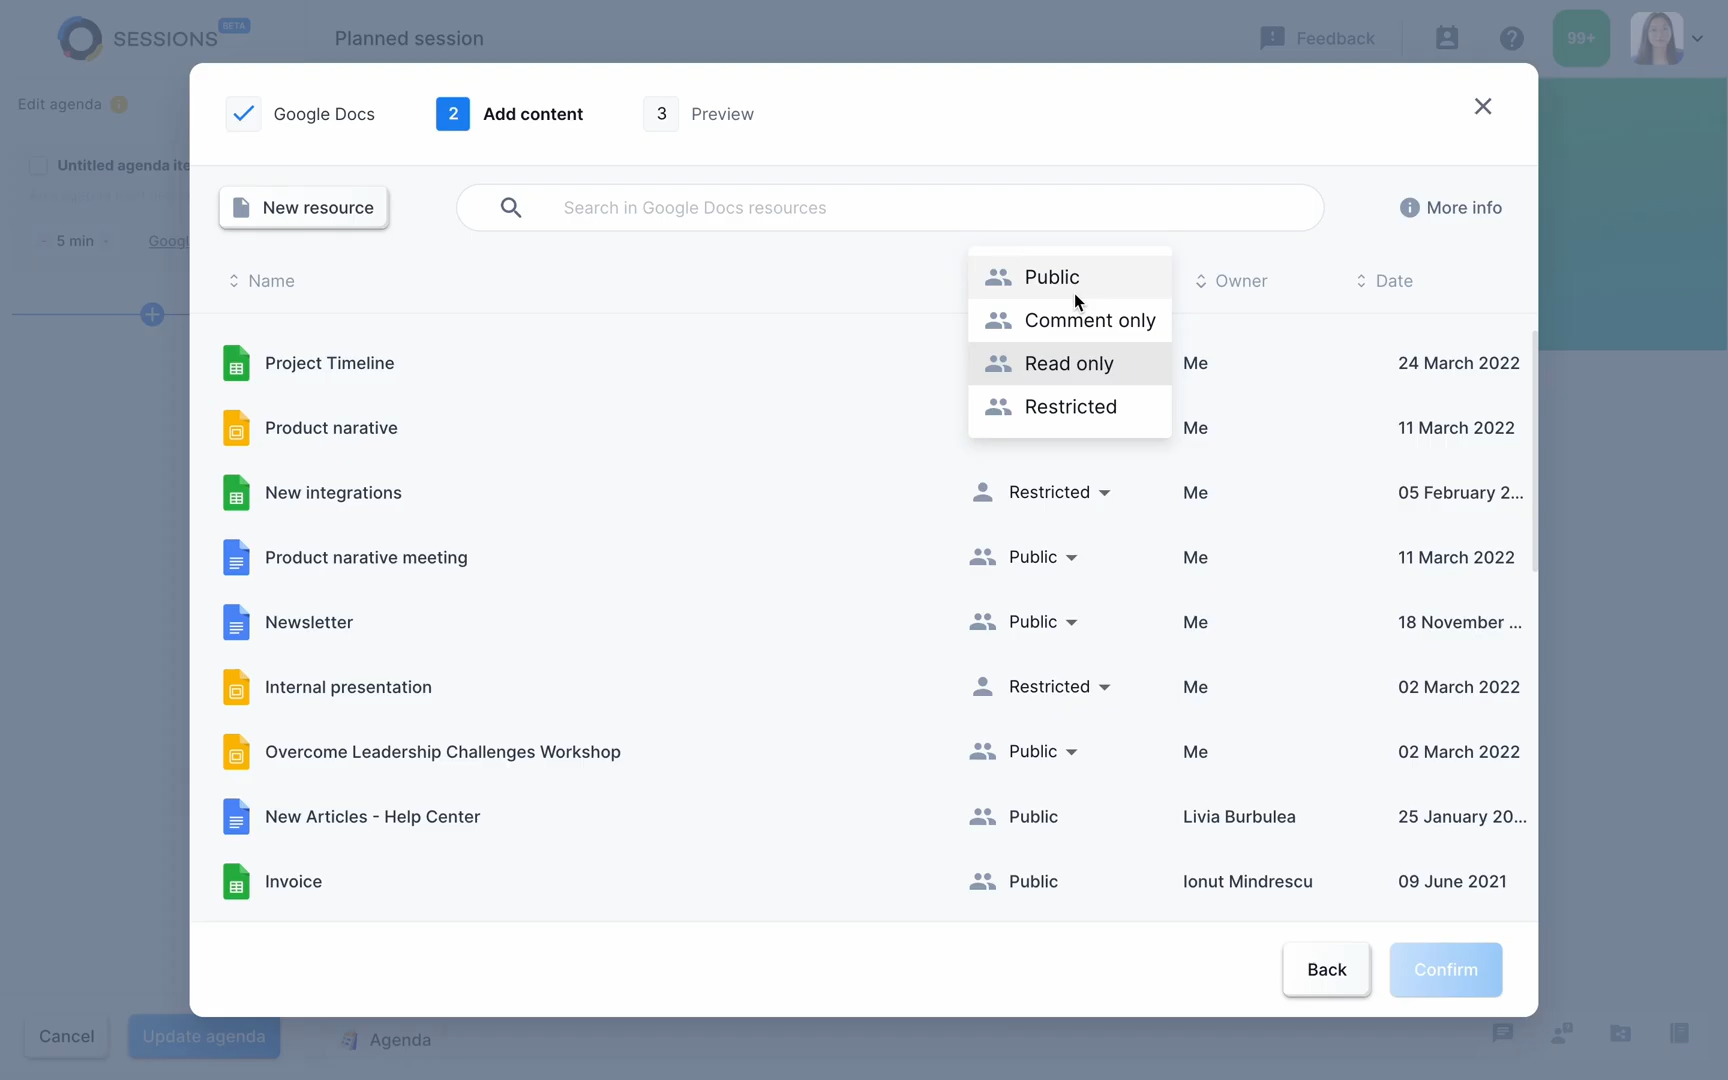 SESSIONS BETA
Planned session
Feedback
99+
Edit agenda
Google Docs
2 Add content
3 Preview
Untitled agenda ite
New resource
Search in Google Docs resources
More info
- 5 min -
Googl
Name
Owner
Date
Public
Comment only
Read only
Restricted
Project Timeline Me 24 March 2022
Product narative Me 11 March 2022
New integrations Restricted Me 05 February 2...
Product narative meeting Public Me 11 March 2022
Newsletter Public Me 18 November ...
Internal presentation Restricted Me 02 March 2022
Overcome Leadership Challenges Workshop Public Me 02 March 2022
New Articles - Help Center Public Livia Burbulea 25 January 20...
Invoice Public Ionut Mindrescu 09 June 2021
Back
Confirm
Cancel
Update agenda
Agenda